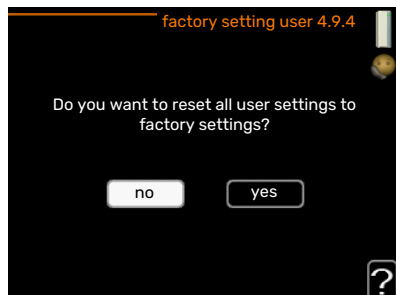 factory setting user 4.9.4
Do you want to reset all user settings to
factory settings?
no
yes
?